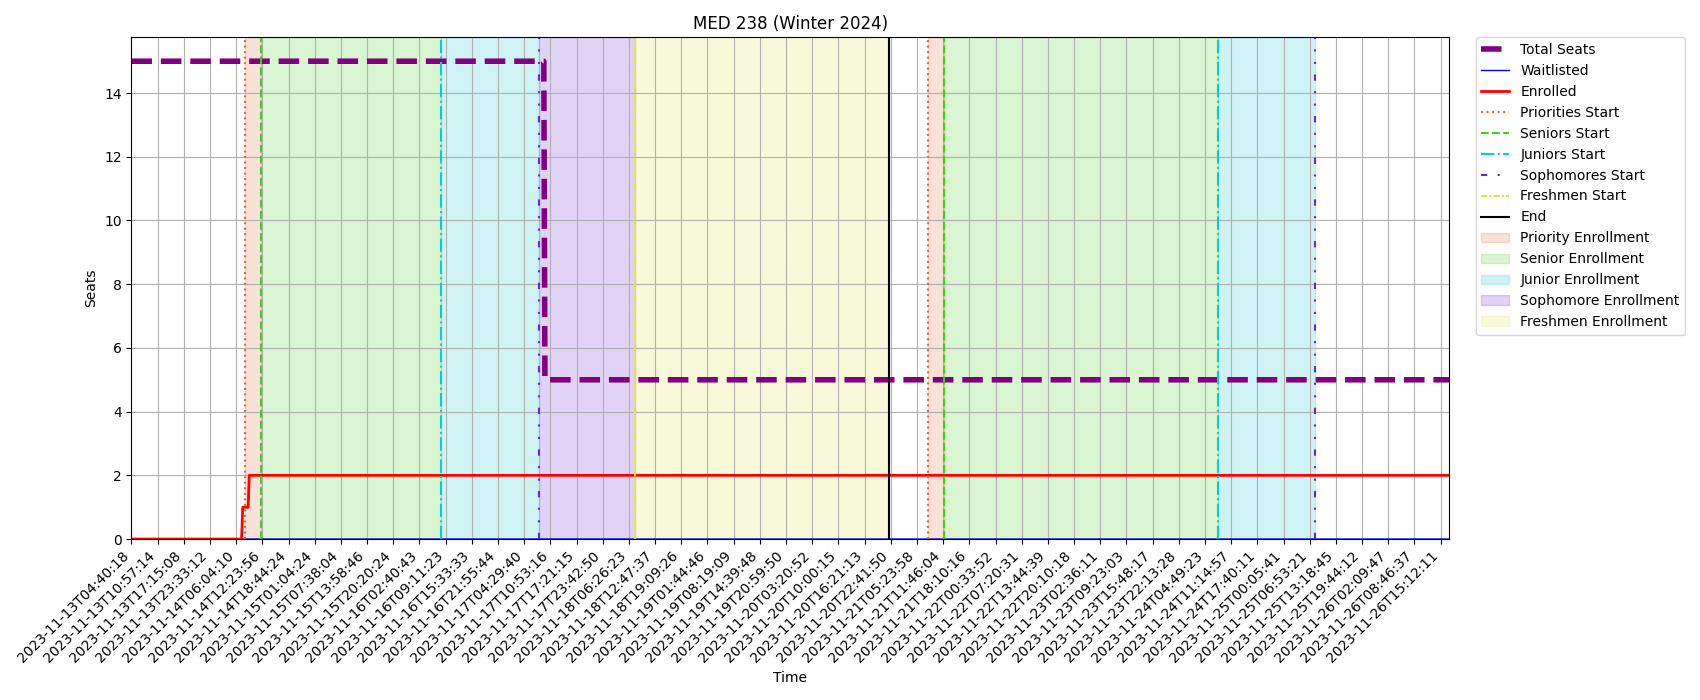 MED 238 (Winter 2024)
Seats
14
12
10
8
6
4
2
0
2023-11-13T04:40:18
2023-11-13T10:57:14
2023-11-13T17:15:08
2023-11-13T23:33:12
2023-11-14T06:04:10
2023-11-14T12:23:56
2023-11-14T18:44:24
2023-11-15T01:04:24
2023-11-15T07:38:04
2023-11-15T13:58:46
2023-11-15T20:20:24
2023-11-16T02:40:43
2023-11-16T09:11:23
2023-11-16T15:33:33
2023-11-16T21:55:44
2023-11-17T04:29:40
2023-11-17T10:53:16
2023-11-17T17:21:15
2023-11-17T23:42:50
2023-11-18T06:26:23
2023-11-18T12:47:37
2023-11-18T19:09:26
2023-11-19T01:44:46
2023-11-19T08:19:09
2023-11-19T14:39:48
2023-11-19T20:59:50
2023-11-20T03:20:52
2023-11-20T10:00:15
2023-11-20T16:21:13
2023-11-20T22:41:50
2023-11-21T05:23:58
2023-11-21T11:46:04
2023-11-21T18:10:16
2023-11-22T00:33:52
2023-11-22T07:20:31
2023-11-22T13:44:39
2023-11-22T20:10:18
2023-11-23T02:36:11
2023-11-23T09:23:03
2023-11-23T15:48:17
2023-11-23T22:13:28
2023-11-24T04:49:23
2023-11-24T11:14:57
2023-11-24T17:40:11
2023-11-25T00:05:41
2023-11-25T06:53:21
2023-11-25T13:18:45
2023-11-25T19:44:12
2023-11-26T02:09:47
2023-11-26T08:46:37
2023-11-26T15:12:11
Time
Total Seats
Waitlisted
Enrolled
Priorities Start
Seniors Start
Juniors Start
Sophomores Start
Freshmen Start
End
Priority Enrollment
Senior Enrollment
Junior Enrollment
Sophomore Enrollment
Freshmen Enrollment